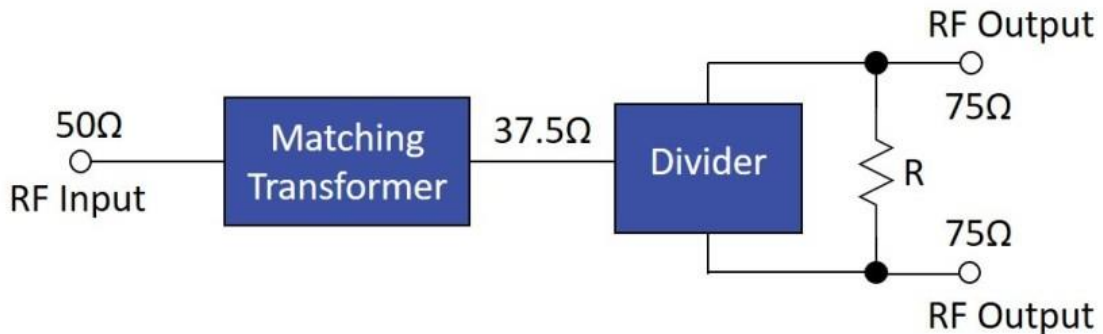 50Ω
RF Input
Matching
Transformer
37.5Ω
Divider
RF Output
75Ω
R
75Ω
RF Output